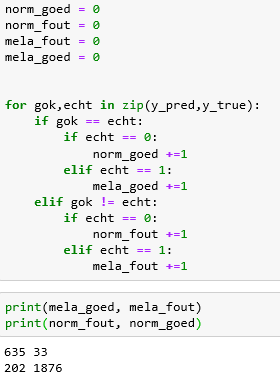 norm_goed = 0
norm_fout = 0
mela_fout = 0
mela_goed = 0
for gok,echt in zip(y_pred,y_true):
    if gok == echt:
        if echt == 0:
            norm_goed +=1
        elif echt == 1:
            mela_goed +=1
    elif gok != echt:
        if echt == 0:
            norm_fout +=1
        elif echt == 1:
            mela_fout +=1
print(mela_goed, mela_fout)
print(norm_fout, norm_goed)
635 33
202 1876